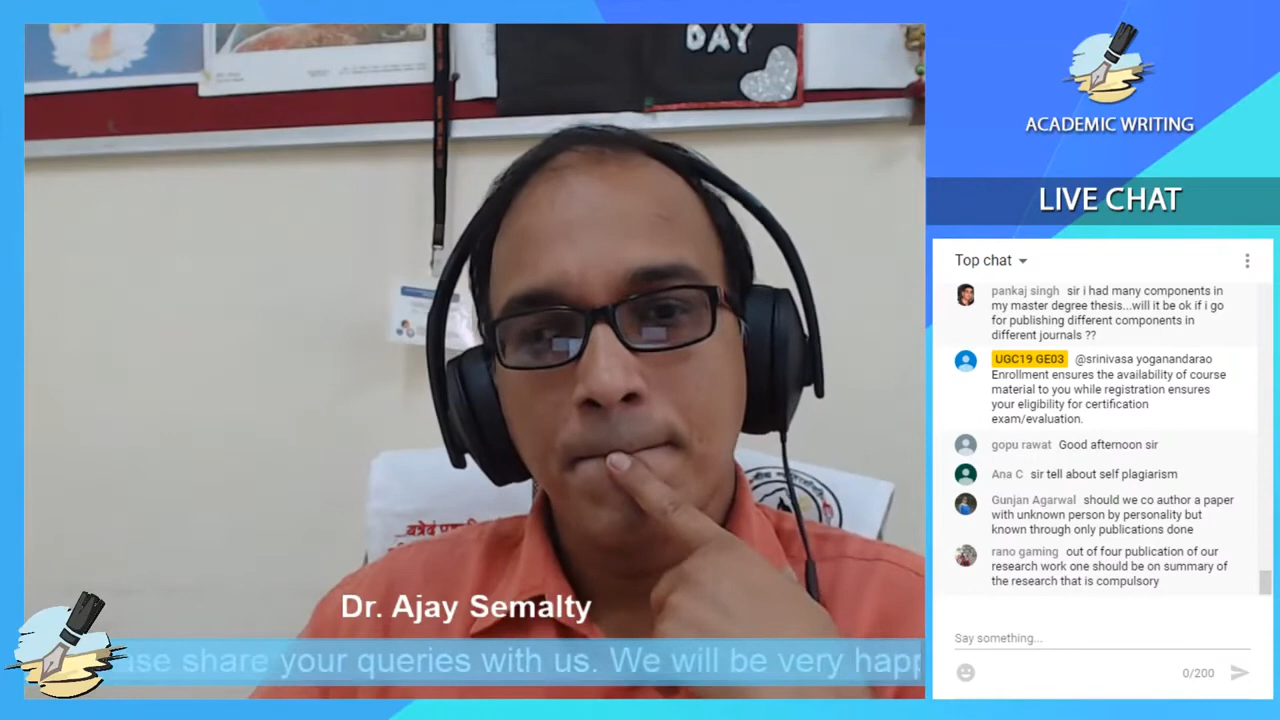 DAY
यत्रेदं
Dr. Ajay Semalty
ase share your queries with us. We will be very happ
ACADEMIC WRITING
LIVE CHAT
Top chat
pankaj singh sir i had many components in
my master degree thesis...will it be ok if i go
for publishing different components in
different journals ??
UGC19 GE03 @srinivasa yoganandarao
Enrollment ensures the availability of course
material to you while registration ensures
your eligibility for certification
exam/evaluation.
gopu rawat Good afternoon sir
Ana C sir tell about self plagiarism
Gunjan Agarwal should we co author a paper
with unknown person by personality but
known through only publications done
rano gaming out of four publication of our
research work one should be on summary of
the research that is compulsory
Say something...
0/200